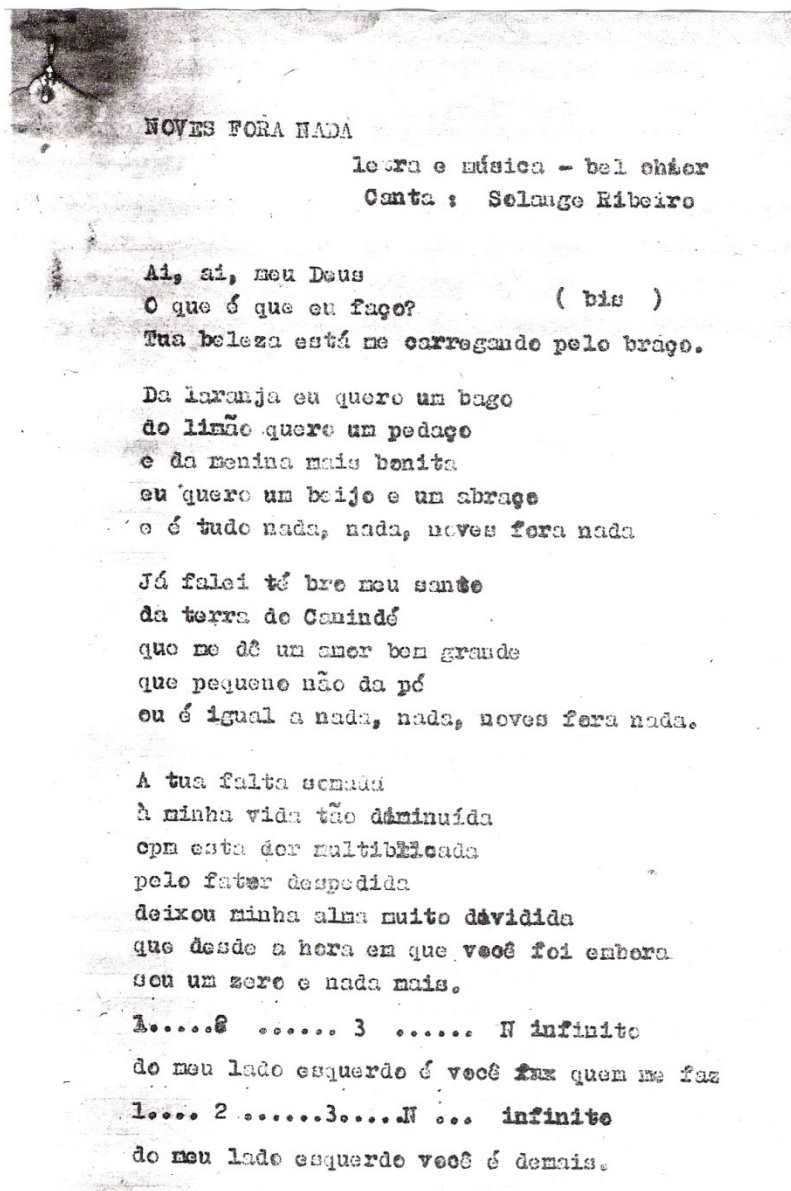 NOVES FORA NADA
letra e música - bel chier
Canta : Solange Ribeiro
Ai, ai, meu Deus
O que é que eu faço? ( bis )
Tua beleza está me carregando pelo braço.
Da laranja eu quero um bago
do limão quero um pedaço
e da menina mais bonita
eu quero um beijo e um abraço
e é tudo nada, nada, noves fora nada
Já falei té bro meu santo
da terra do Canindé
que me dê um amor bem grande
que pequeno não da pé
ou é igual a nada, nada, noves fora nada.
A tua falta somada
à minha vida tão diminuída
cpm esta dor multiblicada
pelo fator despedida
deixou minha alma muito dividida
que desde a hora em que você foi embora
sou um zero e nada mais.
1......2 ...... 3 ...... N infinito
do meu lado esquerdo é você fax quem me faz
1.... 2 ......3.....N ... infinito
do meu lado esquerdo você é demais.